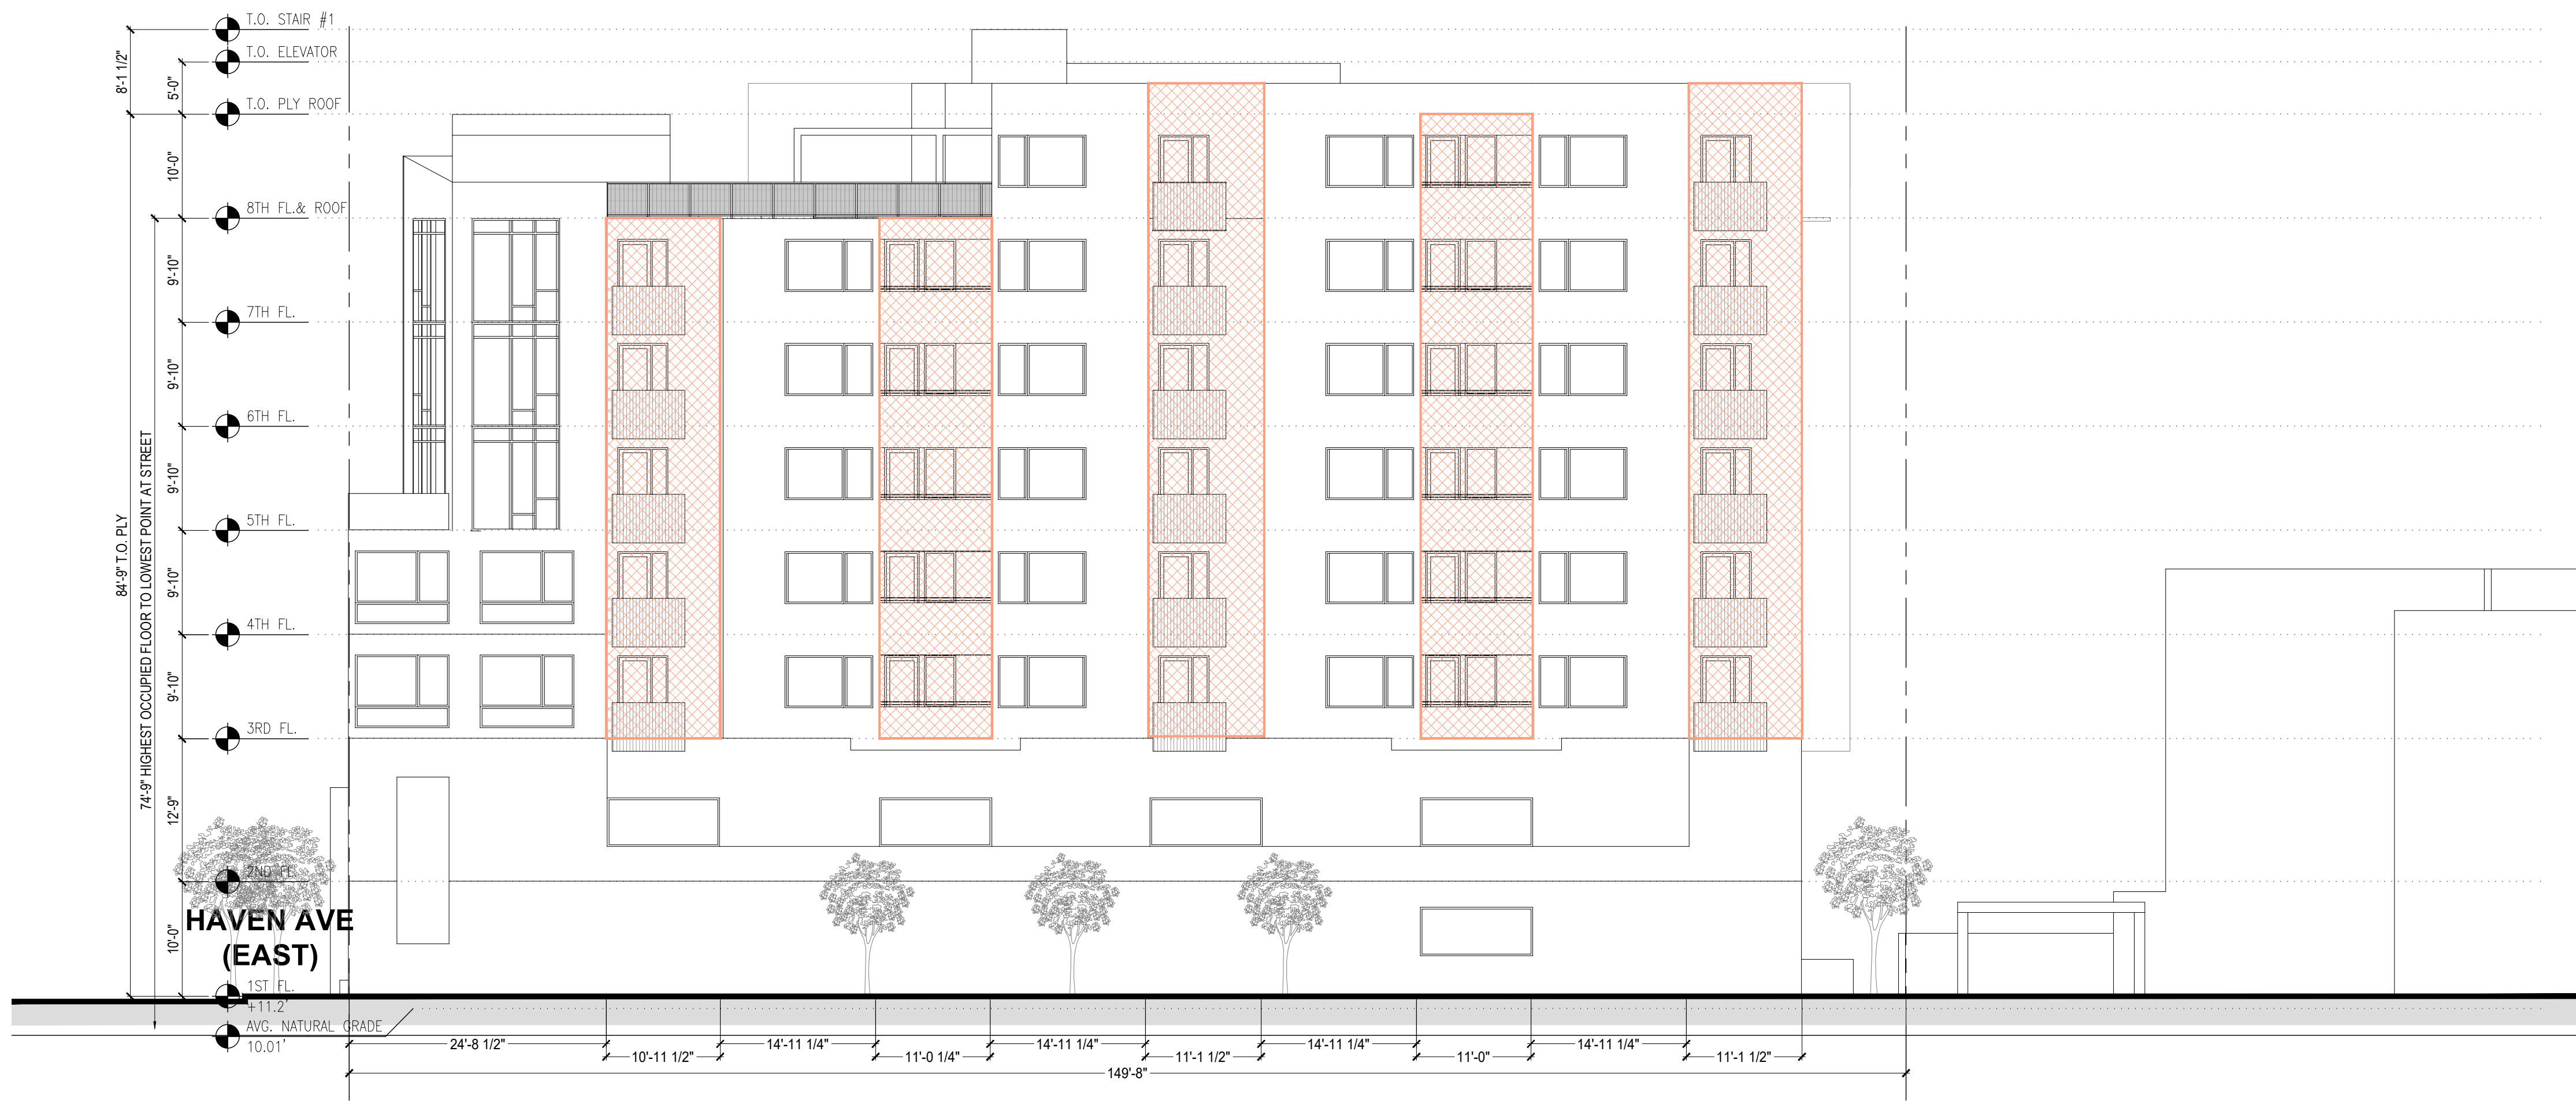 T.O. STAIR #1
T.O. ELEVATOR
T.O. PLY ROOF
8TH FL.& ROOF
7TH FL.
6TH FL.
5TH FL.
4TH FL.
3RD FL.
2ND FL.
HAVEN AVE
(EAST)
1ST FL.
+11.2'
AVG. NATURAL GRADE
10.01'
8'-1 1/2"
5'-0"
10'-0"
9'-10"
9'-10"
9'-10"
9'-10"
9'-10"
12'-9"
10'-0"
84'-9" T.O. PLY
74'-9" HIGHEST OCCUPIED FLOOR TO LOWEST POINT AT STREET
24'-8 1/2"
10'-11 1/2"
14'-11 1/4"
11'-0 1/4"
14'-11 1/4"
11'-1 1/2"
14'-11 1/4"
11'-0"
14'-11 1/4"
11'-1 1/2"
149'-8"